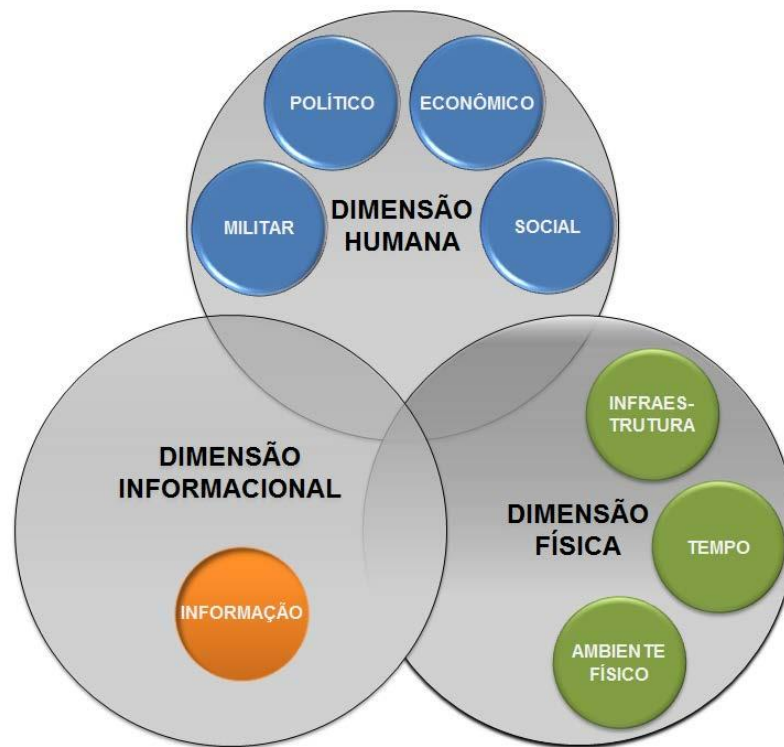 POLÍTICO
ECONÔMICO
MILITAR
DIMENSÃO
HUMANA
SOCIAL
DIMENSÃO
INFORMACIONAL
INFORMAÇÃO
INFRAES-
TRUTURA
DIMENSÃO
FÍSICA
TEMPO
AMBIENTE
FÍSICO